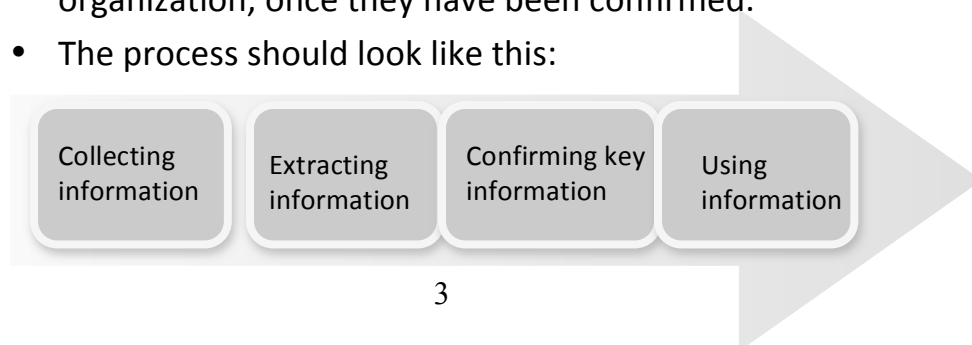 organization, once they have been confirmed.
• The process should look like this:
Collecting
information
Extracting
information
Confirming key
information
Using
information
3